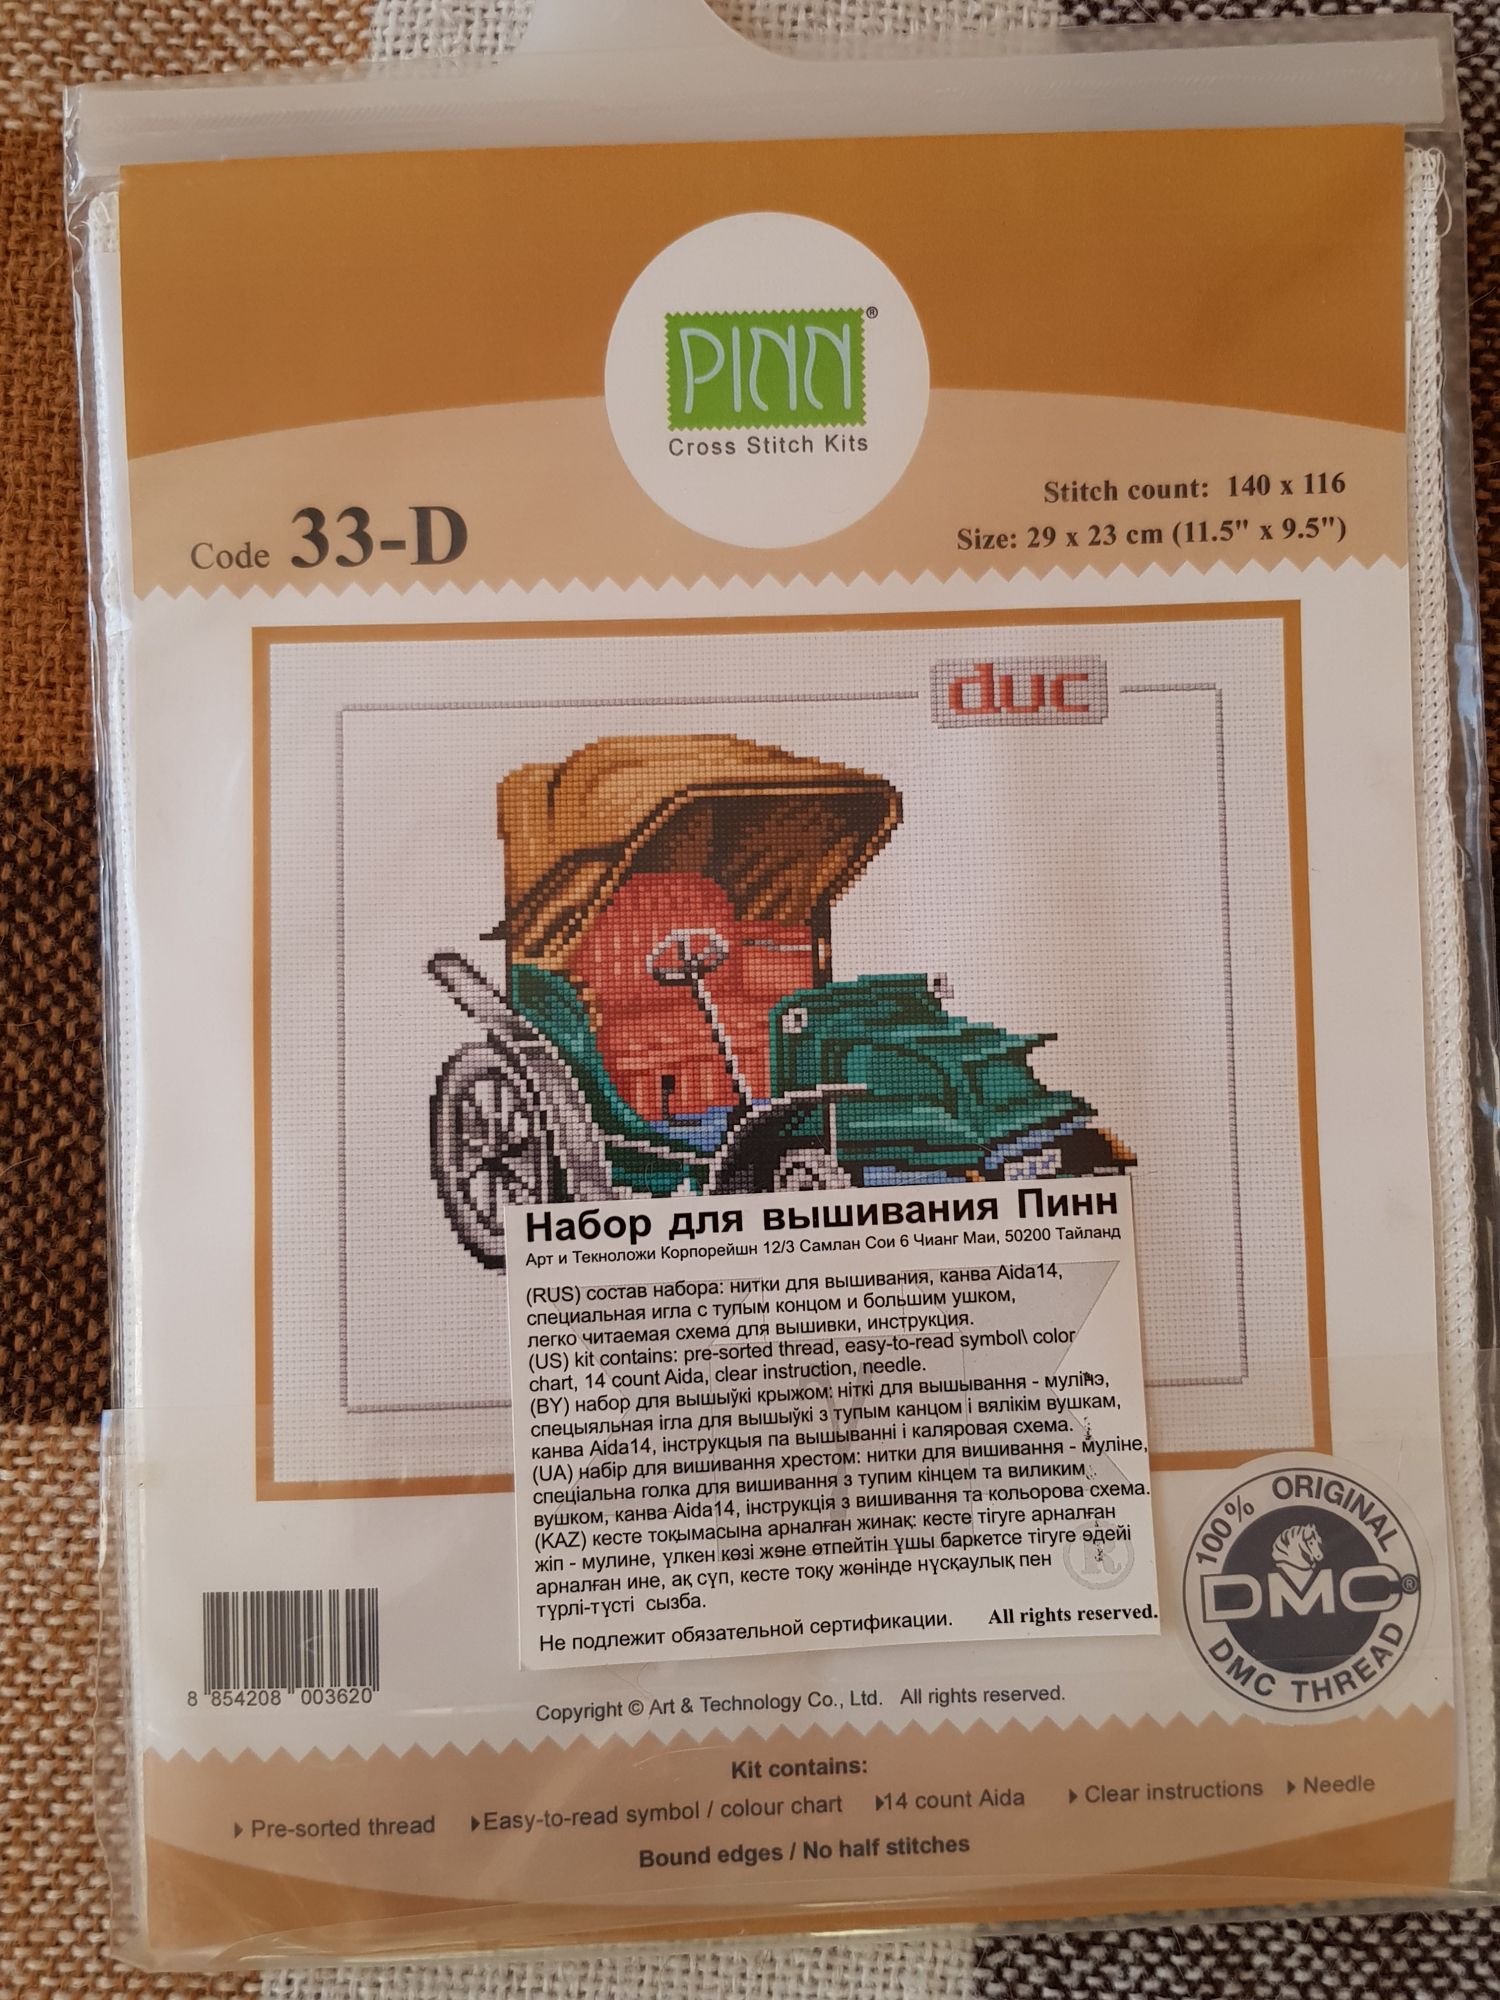 PINN®
Cross Stitch Kits
Code 33-D
Stitch count: 140 x 116
Size: 29 x 23 cm (11.5" x 9.5")
duc
Набор для вышивания Пинн
Арт и Текноложи Корпорейшн 12/3 Самлан Сои 6 Чианг Маи, 50200 Тайланд
(RUS) состав набора: нитки для вышивания, канва Aida14,
специальная игла с тупым концом и большим ушком,
легко читаемая схема для вышивки, инструкция.
(US) kit contains: pre-sorted thread, easy-to-read symbol\ color
chart, 14 count Aida, clear instruction, needle.
(BY) набор для вышыўкі крыжом: ніткі для вышывання - мулінэ,
спецыяльная ігла для вышыўкі з тупым канцом і вялікім вушкам,
канва Aida14, інструкцыя па вышыванні і каляровая схема.
(UA) набір для вишивання хрестом: нитки для вишивання - муліне,
спеціальна голка для вишивання з тупим кінцем та виликим
вушком, канва Aida14, інструкція з вишивання та кольорова схема.
(KAZ) кесте тоқымасына арналған жинақ: кесте тігуге арналған
жіп - мулине, үлкен көзі және өтпейтін ұшы баркетсе тігуге әдейі
арналған ине, ақ сүп, кесте тоқу жөнінде нұсқаулық пен
түрлі-түсті сызба.
Не подлежит обязательной сертификации. All rights reserved.
®
100% ORIGINAL
DMC®
DMC THREAD
8 854208 003620
Copyright © Art & Technology Co., Ltd. All rights reserved.
Kit contains:
Pre-sorted thread Easy-to-read symbol / colour chart 14 count Aida Clear instructions Needle
Bound edges / No half stitches